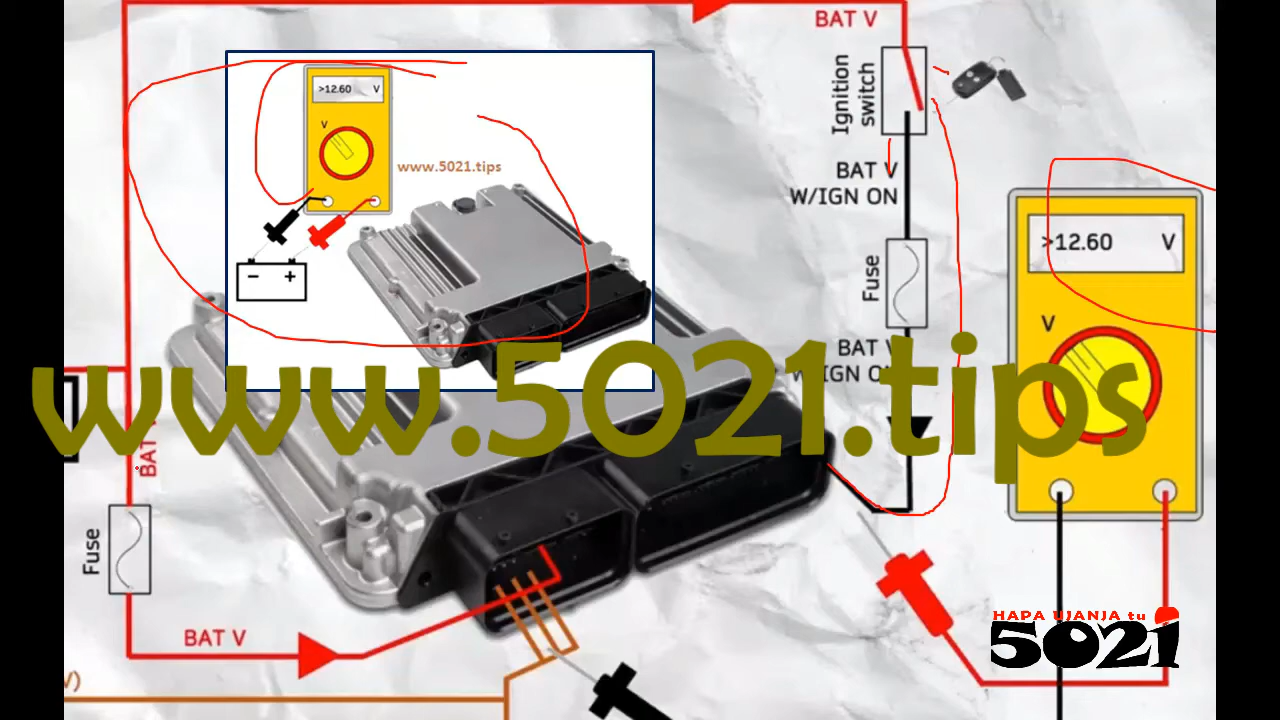 BAT V
Ignition
switch
>12.60 V
V
www.5021.tips
BAT V
W/IGN ON
>12.60 V
V
− +
Fuse
BAT V
W/IGN ON
www.5021.tips
BAT V
Fuse
BAT V
HAPA UJANJA tu
5021
V)